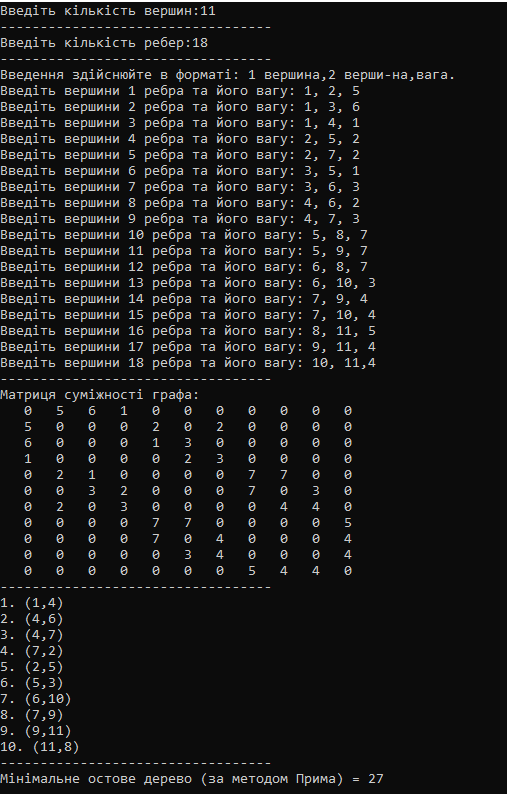 Введіть кількість вершин:11
----------------------------------
Введіть кількість ребер:18
----------------------------------
Введення здійснюйте в форматі: 1 вершина,2 верши-на,вага.
Введіть вершини 1 ребра та його вагу: 1, 2, 5
Введіть вершини 2 ребра та його вагу: 1, 3, 6
Введіть вершини 3 ребра та його вагу: 1, 4, 1
Введіть вершини 4 ребра та його вагу: 2, 5, 2
Введіть вершини 5 ребра та його вагу: 2, 7, 2
Введіть вершини 6 ребра та його вагу: 3, 5, 1
Введіть вершини 7 ребра та його вагу: 3, 6, 3
Введіть вершини 8 ребра та його вагу: 4, 6, 2
Введіть вершини 9 ребра та його вагу: 4, 7, 3
Введіть вершини 10 ребра та його вагу: 5, 8, 7
Введіть вершини 11 ребра та його вагу: 5, 9, 7
Введіть вершини 12 ребра та його вагу: 6, 8, 7
Введіть вершини 13 ребра та його вагу: 6, 10, 3
Введіть вершини 14 ребра та його вагу: 7, 9, 4
Введіть вершини 15 ребра та його вагу: 7, 10, 4
Введіть вершини 16 ребра та його вагу: 8, 11, 5
Введіть вершини 17 ребра та його вагу: 9, 11, 4
Введіть вершини 18 ребра та його вагу: 10, 11,4
----------------------------------
Матриця суміжності графа:
   0   5   6   1   0   0   0   0   0   0   0
   5   0   0   0   2   0   2   0   0   0   0
   6   0   0   0   1   3   0   0   0   0   0
   1   0   0   0   0   2   3   0   0   0   0
   0   2   1   0   0   0   0   7   7   0   0
   0   0   3   2   0   0   0   7   0   3   0
   0   2   0   3   0   0   0   0   4   4   0
   0   0   0   0   7   7   0   0   0   0   5
   0   0   0   0   7   0   4   0   0   0   4
   0   0   0   0   0   3   4   0   0   0   4
   0   0   0   0   0   0   0   5   4   4   0
----------------------------------
1. (1,4)
2. (4,6)
3. (4,7)
4. (7,2)
5. (2,5)
6. (5,3)
7. (6,10)
8. (7,9)
9. (9,11)
10. (11,8)
----------------------------------
Мінімальне остове дерево (за методом Прима) = 27